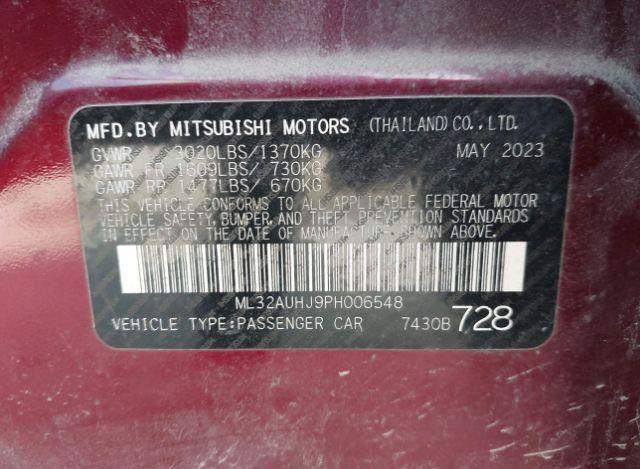 MFD.BY MITSUBISHI MOTORS (THAILAND)CO.,LTD.
GVWR 3020LBS/1370KG MAY 2023
GAWR FR 1609LBS/ 730KG
GAWR RR 1477LBS/ 670KG
THIS VEHICLE CONFORMS TO ALL APPLICABLE FEDERAL MOTOR
VEHICLE SAFETY, BUMPER, AND THEFT PREVENTION STANDARDS
IN EFFECT ON THE DATE OF MANUFACTURE SHOWN ABOVE.
ML32AUHJ9PH006548
VEHICLE TYPE:PASSENGER CAR 7430B 728